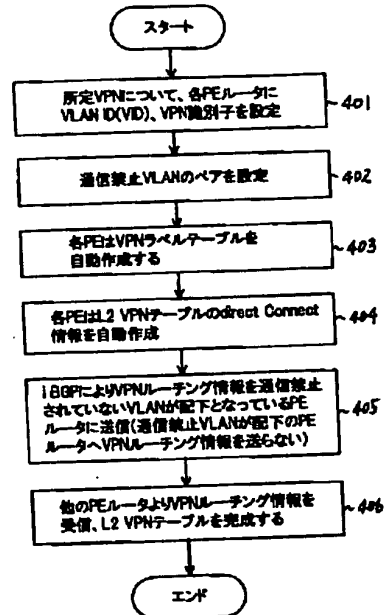 スタート
所定VPNについて、各PEルータに
VLAN ID(VID)、VPN識別子を設定
401
通信禁止VLANのペアを設定
402
各PEはVPNラベルテーブルを
自動作成する
403
各PEはL2 VPNテーブルのdirect Connect
情報を自動作成
404
iBGPによりVPNルーチング情報を通信禁止
されていないVLANが配下となっているPE
ルータに送信(通信禁止VLANが配下のPE
ルータへVPNルーチング情報を送らない)
405
他のPEルータよりVPNルーチング情報を
受信、L2 VPNテーブルを完成する
406
エンド